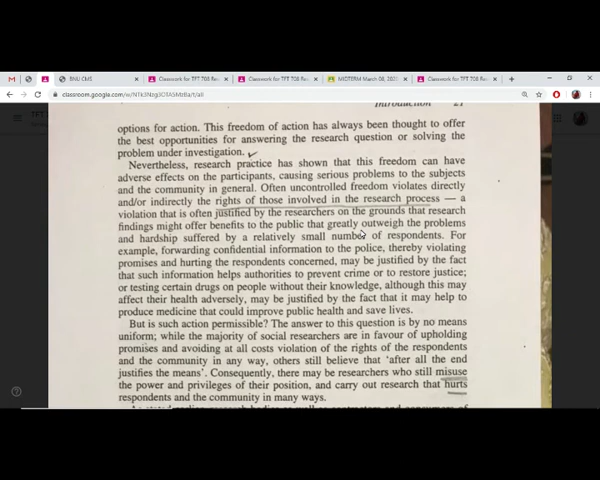 BNU CMS
Classwork for TFT 708 Re
Classwork for TFT 708 Re
MIDTERM March 08, 202
Classwork for TFT 708 Re
Introduction 21
options for action. This freedom of action has always been thought to offer
the best opportunities for answering the research question or solving the
problem under investigation.
Nevertheless, research practice has shown that this freedom can have
adverse effects on the participants, causing serious problems to the subjects
and the community in general. Often uncontrolled freedom violates directly
and/or indirectly the rights of those involved in the research process — a
violation that is often justified by the researchers on the grounds that research
findings might offer benefits to the public that greatly outweigh the problems
and hardship suffered by a relatively small number of respondents. For
example, forwarding confidential information to the police, thereby violating
promises and hurting the respondents concerned, may be justified by the fact
that such information helps authorities to prevent crime or to restore justice;
or testing certain drugs on people without their knowledge, although this may
affect their health adversely, may be justified by the fact that it may help to
produce medicine that could improve public health and save lives.
But is such action permissible? The answer to this question is by no means
uniform; while the majority of social researchers are in favour of upholding
promises and avoiding at all costs violation of the rights of the respondents
and the community in any way, others still believe that 'after all the end
justifies the means'. Consequently, there may be researchers who still misuse
the power and privileges of their position, and carry out research that hurts
respondents and the community in many ways.